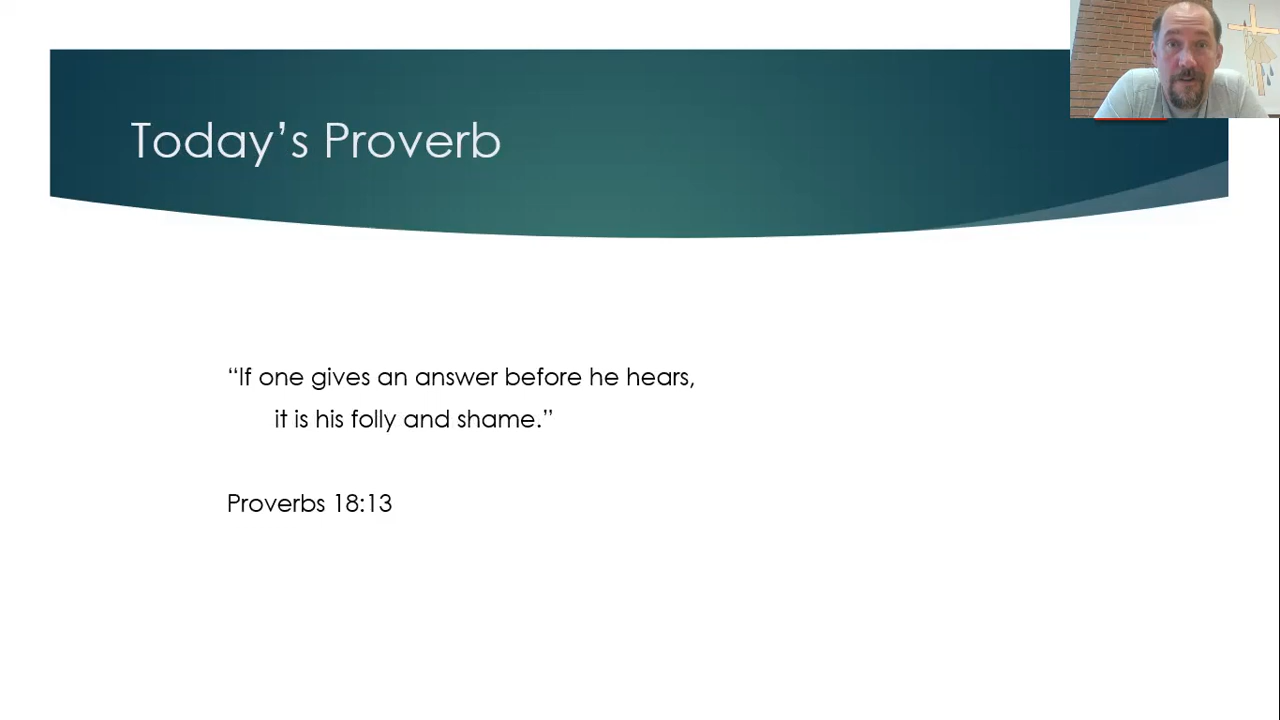 Today’s Proverb
“If one gives an answer before he hears,
it is his folly and shame.”
Proverbs 18:13